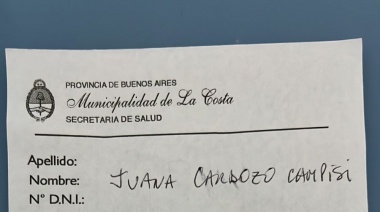 PROVINCIA DE BUENOS AIRES
Municipalidad de La Costa
SECRETARIA DE SALUD
Apellido:
Nombre: JUANA CARDOZO CAMPISI
N° D.N.I.: